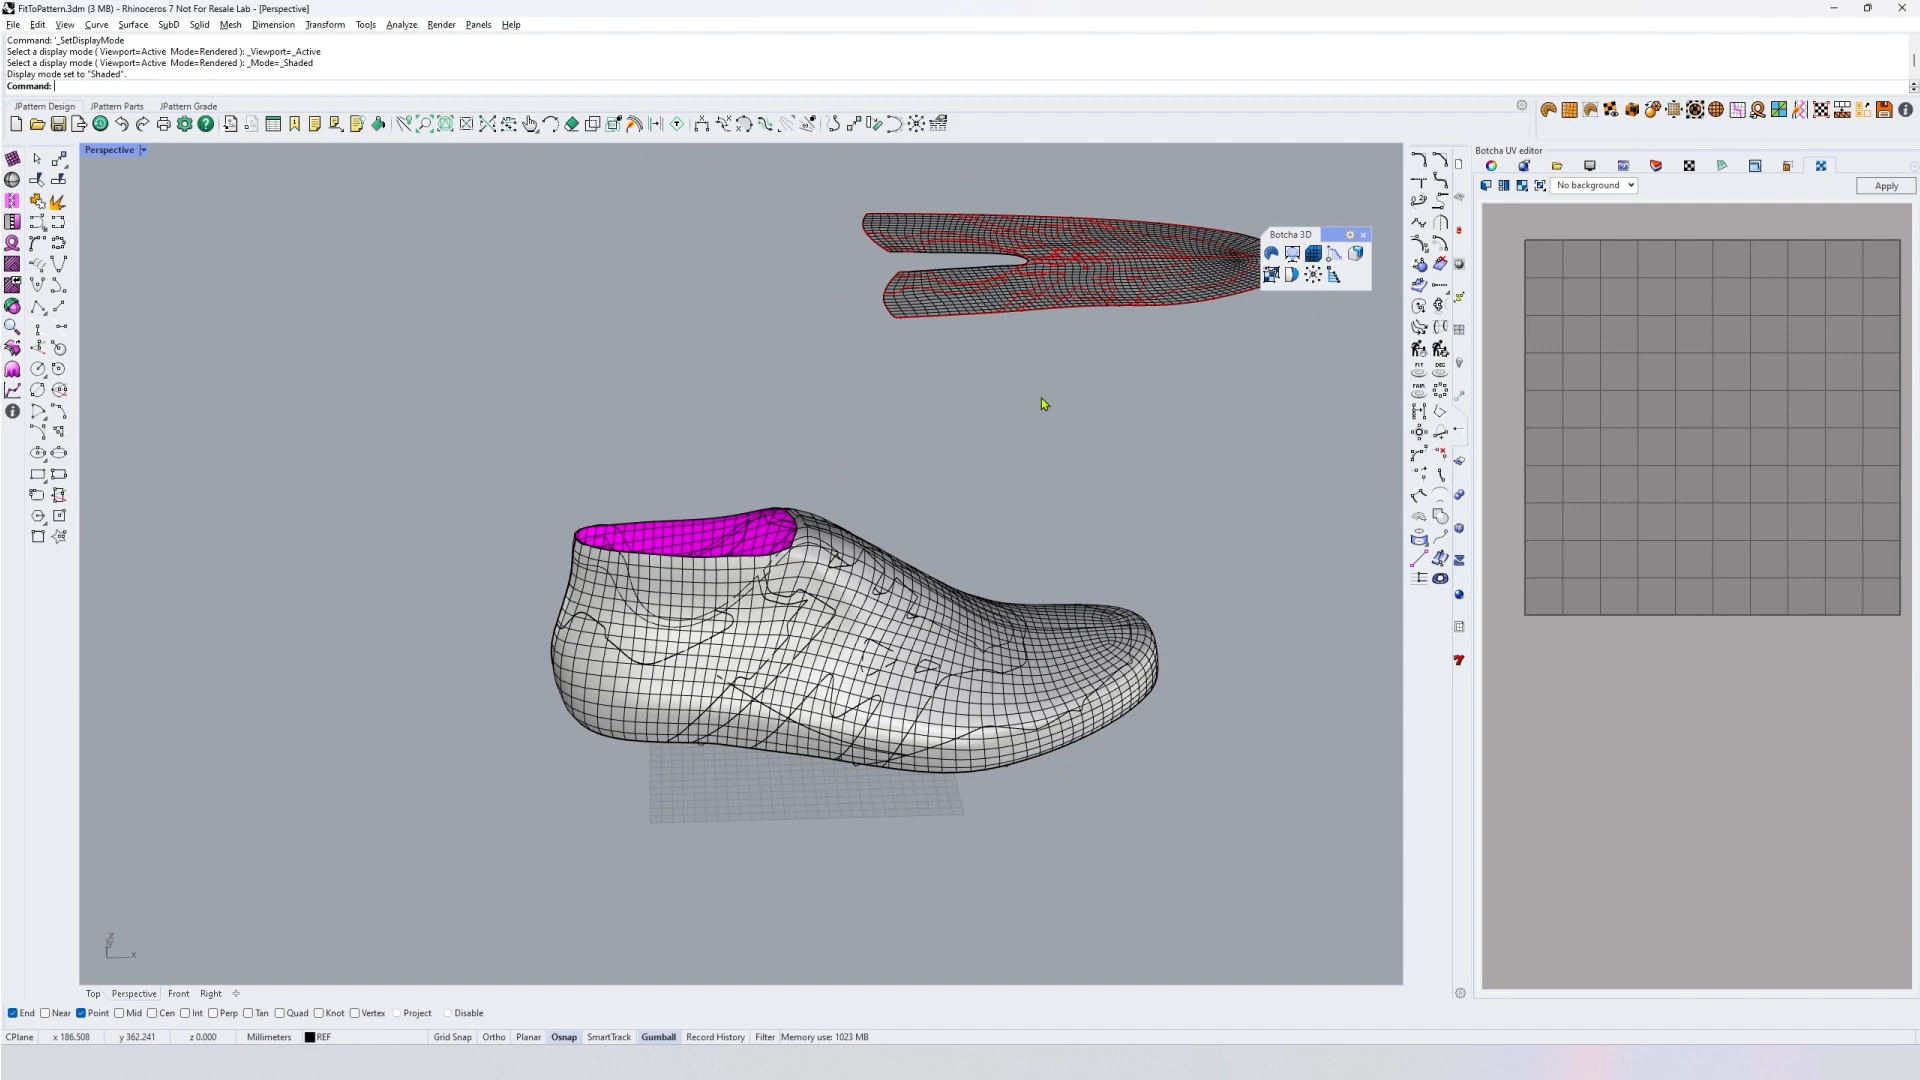 FitToPattern.3dm (3 MB) - Rhinoceros 7 Not For Resale Lab - [Perspective]
File Edit View Curve Surface SubD Solid Mesh Dimension Transform Tools Analyze Render Panels Help
Command: '_SetDisplayMode
Select a display mode ( Viewport=Active  Mode=Rendered ): _Viewport=_Active
Select a display mode ( Viewport=Active  Mode=Rendered ): _Mode=_Shaded
Display mode set to "Shaded".
Command:
JPattern Design JPattern Parts JPattern Grade
Perspective
Botcha UV editor
No background
Apply
Botcha 3D
FIT DEG
FAIR
z
x
Top Perspective Front Right
End Near Point Mid Cen Int Perp Tan Quad Knot Vertex Project Disable
CPlane x 186.508 y 362.241 z 0.000 Millimeters REF Grid Snap Ortho Planar Osnap SmartTrack Gumball Record History Filter Memory use: 1023 MB